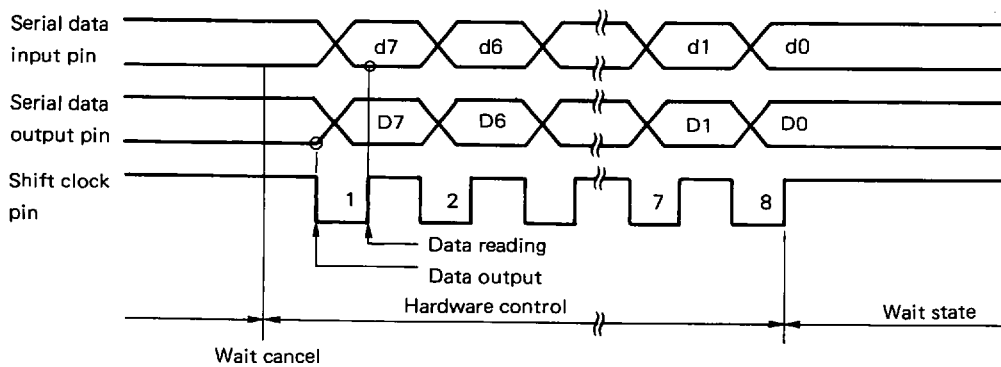 Serial data
input pin
d7 d6 d1 d0
Serial data
output pin
D7 D6 D1 D0
Shift clock
pin
1 2 7 8
Data reading
Data output
Hardware control
Wait state
Wait cancel